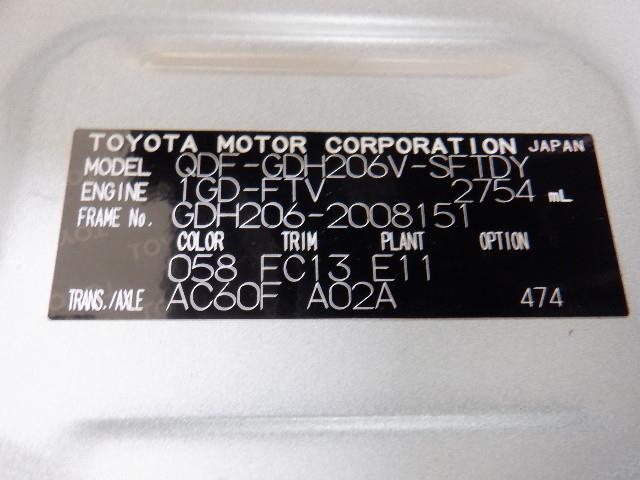 TOYOTA MOTOR CORPORATION JAPAN
MODEL QDF-GDH206V-SFTDY
ENGINE 1GD-FTV 2754 mL
FRAME No. GDH206-2008151
COLOR TRIM PLANT OPTION
058 FC13 E11
TRANS./AXLE AC60F A02A 474